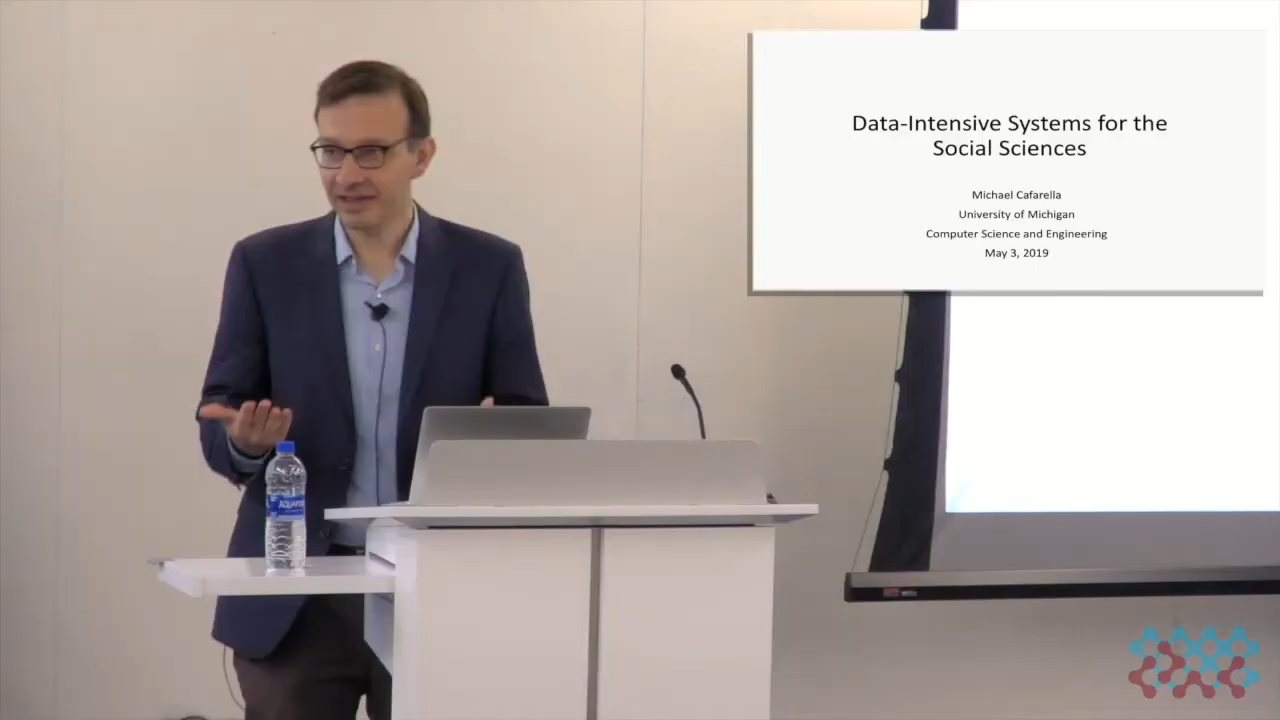 Data-Intensive Systems for the
Social Sciences
Michael Cafarella
University of Michigan
Computer Science and Engineering
May 3, 2019